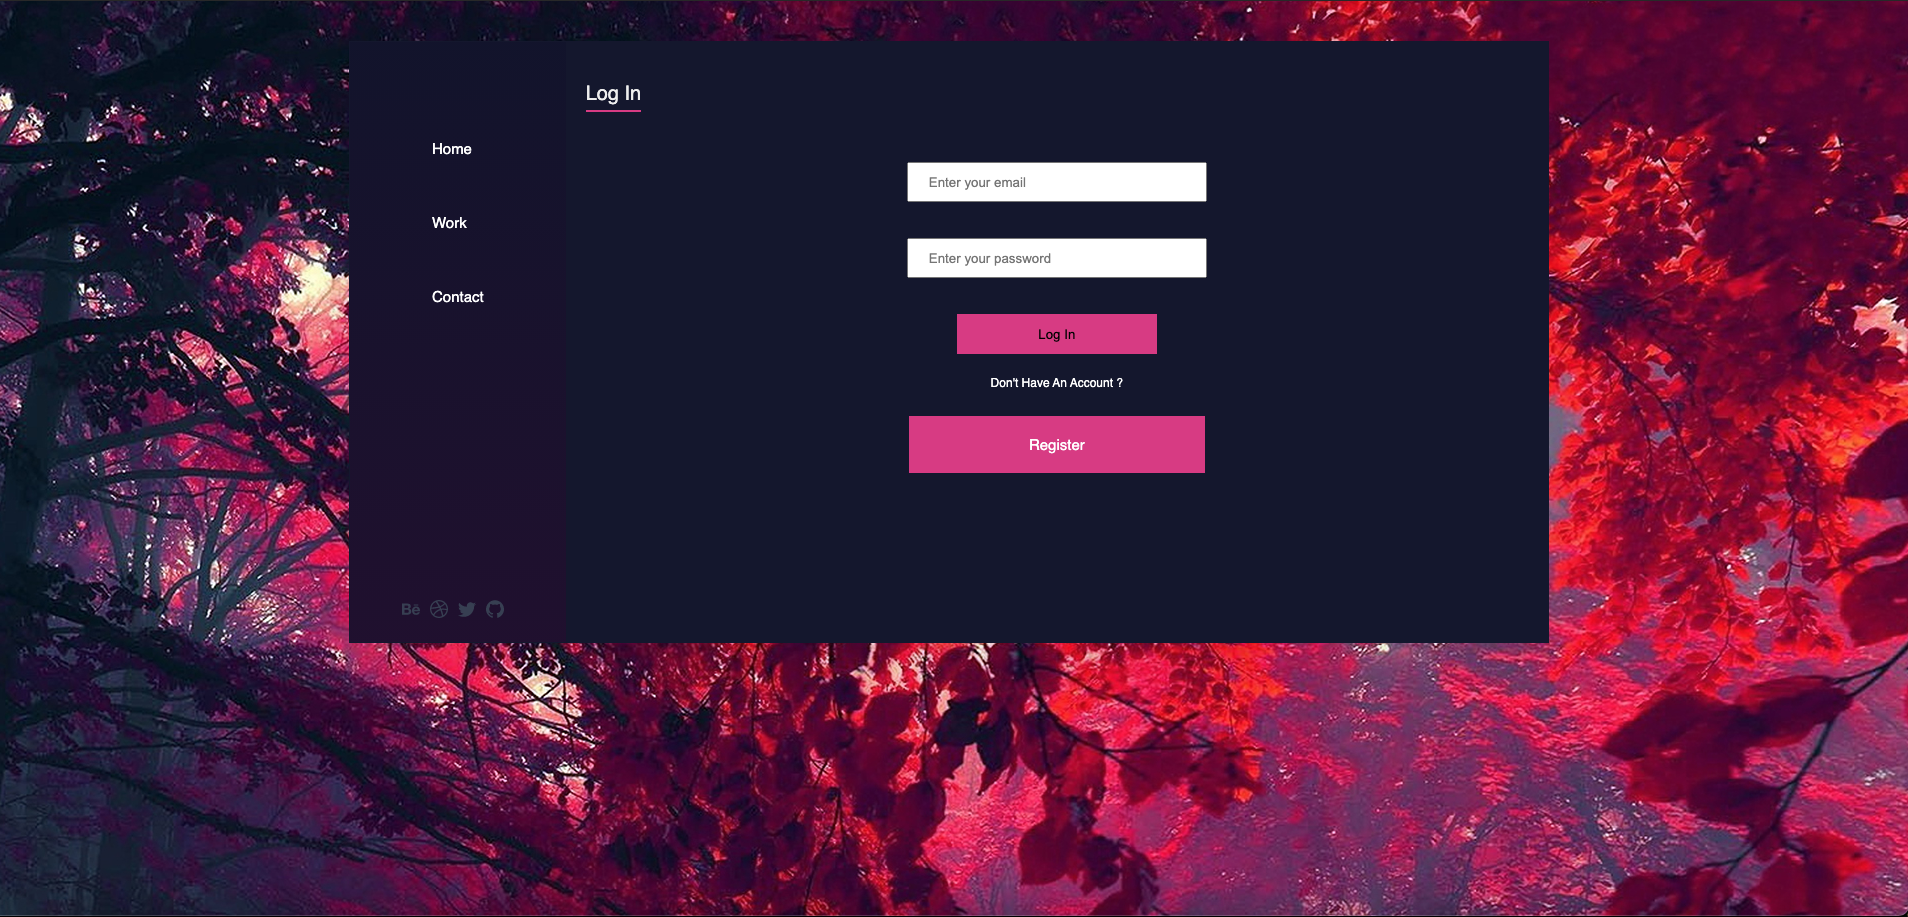 Log In
Home
Work
Contact
Enter your email
Enter your password
Log In
Don't Have An Account ?
Register
Bē